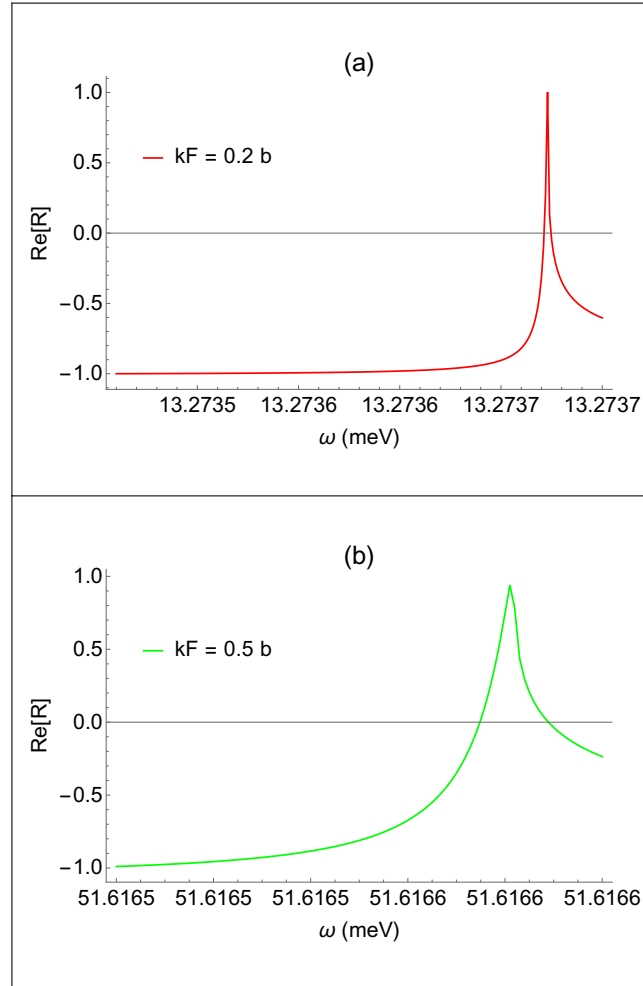 (a)
1.0
0.5
0.0
−0.5
−1.0
Re[R]
kF = 0.2 b
13.2735 13.2736 13.2736 13.2737 13.2737
ω (meV)
(b)
1.0
0.5
0.0
−0.5
−1.0
Re[R]
kF = 0.5 b
51.6165 51.6165 51.6165 51.6166 51.6166 51.6166
ω (meV)